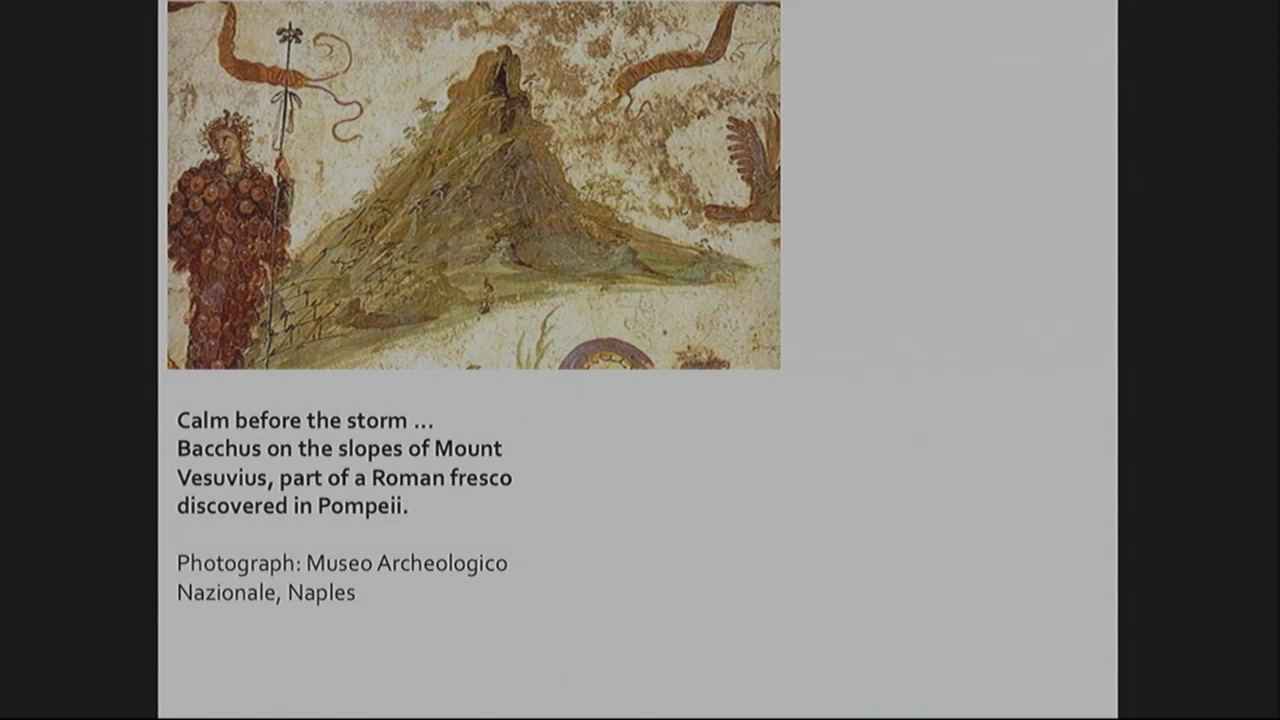 Calm before the storm ...
Bacchus on the slopes of Mount
Vesuvius, part of a Roman fresco
discovered in Pompeii.
Photograph: Museo Archeologico
Nazionale, Naples